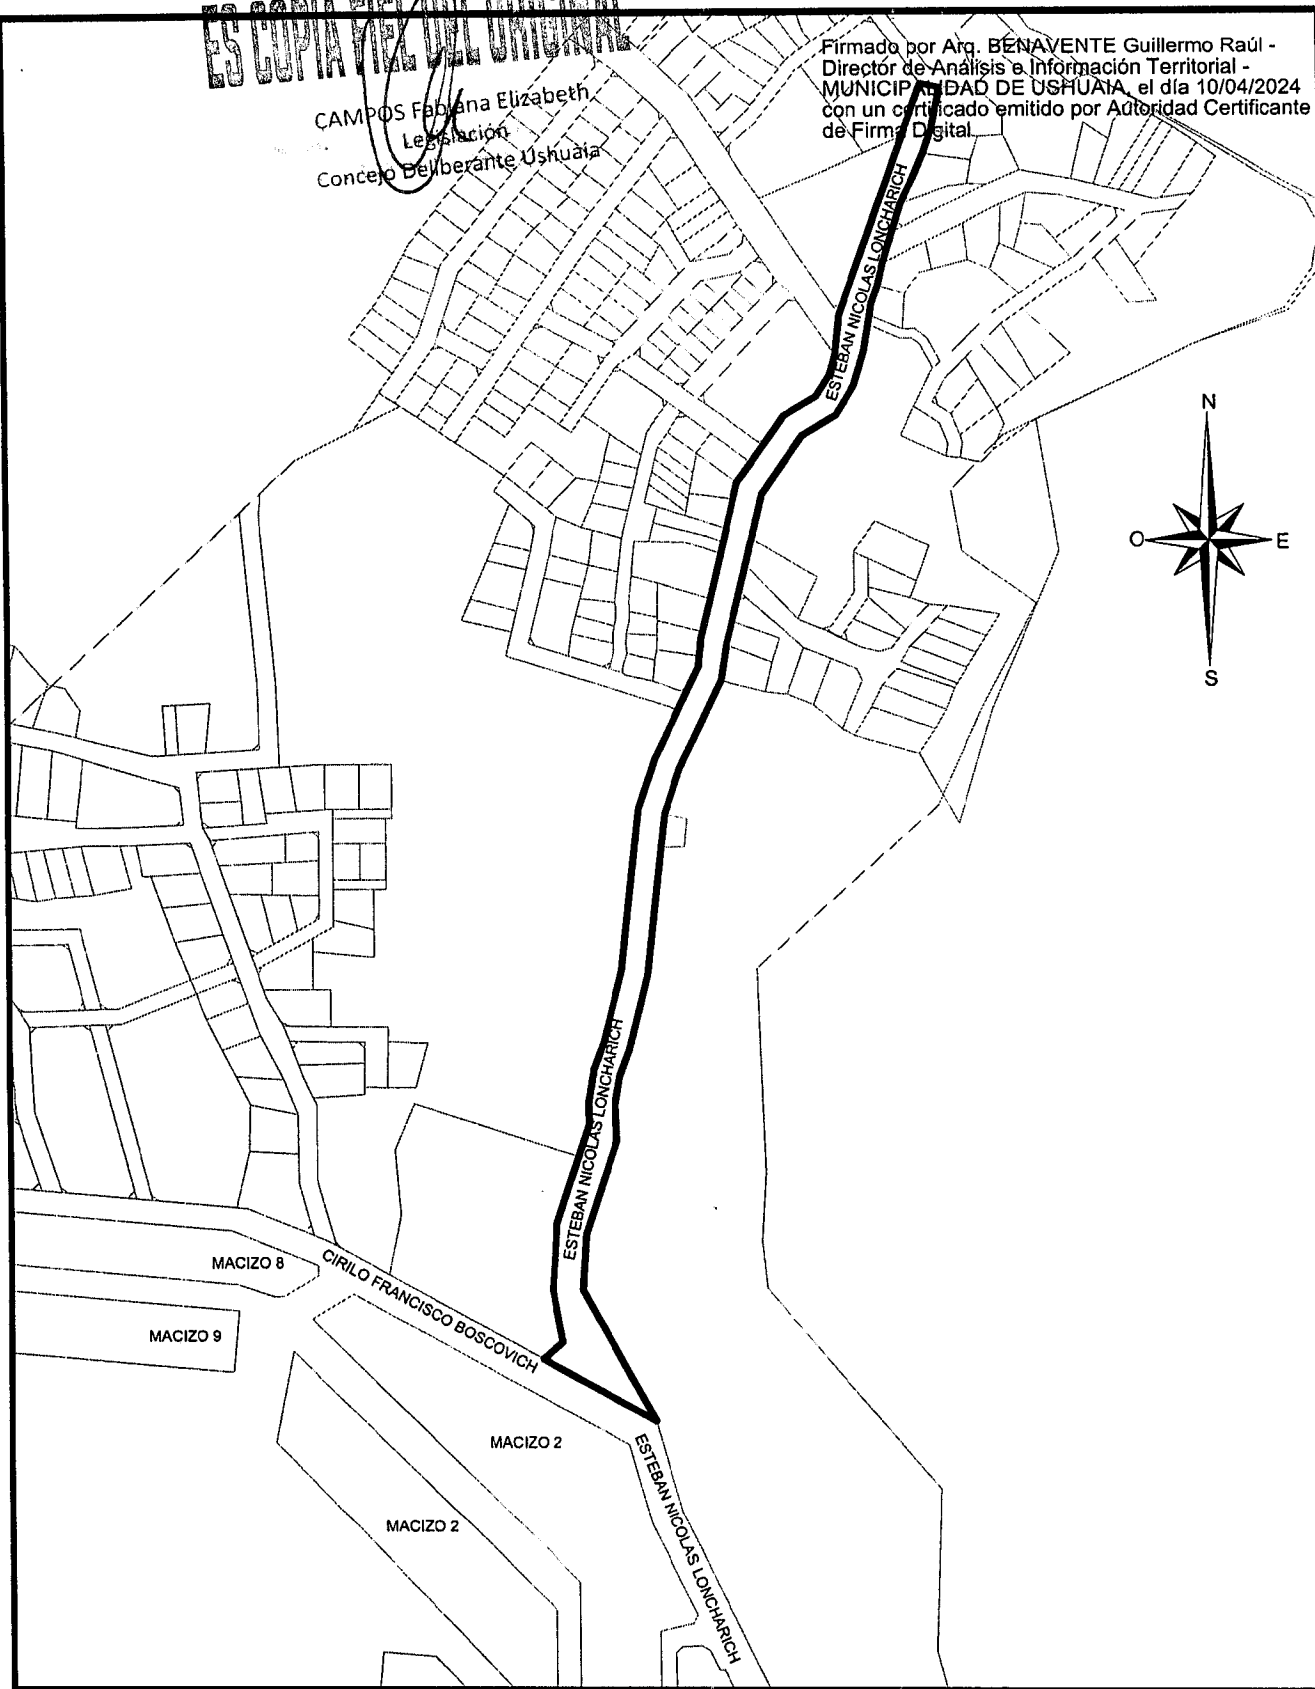 ES COPIA FIEL DEL ORIGINAL
CAMPOS Fabiana Elizabeth
Legislación
Concejo Deliberante Ushuaia
Firmado por Arq. BENAVENTE Guillermo Raúl -
Director de Análisis e Información Territorial -
MUNICIPALIDAD DE USHUAIA, el día 10/04/2024
con un certificado emitido por Autoridad Certificante
de Firma Digital
ESTEBAN NICOLAS LONCHARICH
N
O
E
S
ESTEBAN NICOLAS LONCHARICH
MACIZO 8
CIRILO FRANCISCO BOSCOVICH
MACIZO 9
MACIZO 2
ESTEBAN NICOLAS LONCHARICH
MACIZO 2